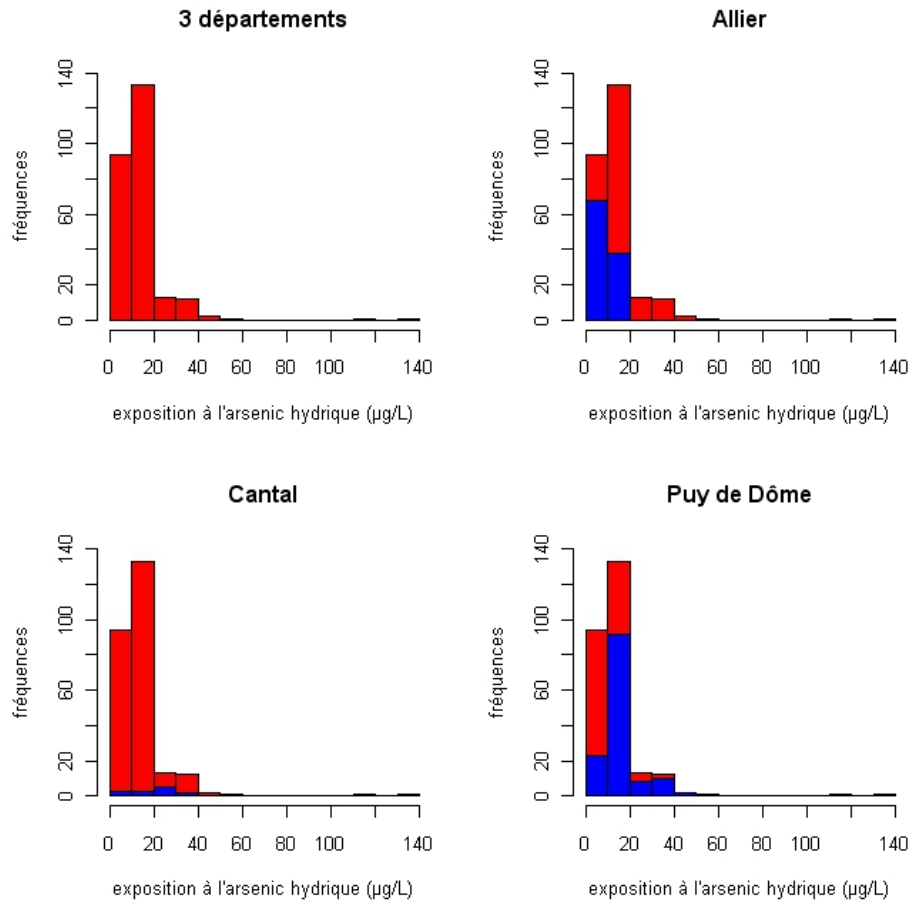 3 départements
fréquences
0 20 60 100 140
0 20 40 60 80 100 140
exposition à l'arsenic hydrique (µg/L)
Allier
fréquences
0 20 60 100 140
0 20 40 60 80 100 140
exposition à l'arsenic hydrique (µg/L)
Cantal
fréquences
0 20 60 100 140
0 20 40 60 80 100 140
exposition à l'arsenic hydrique (µg/L)
Puy de Dôme
fréquences
0 20 60 100 140
0 20 40 60 80 100 140
exposition à l'arsenic hydrique (µg/L)